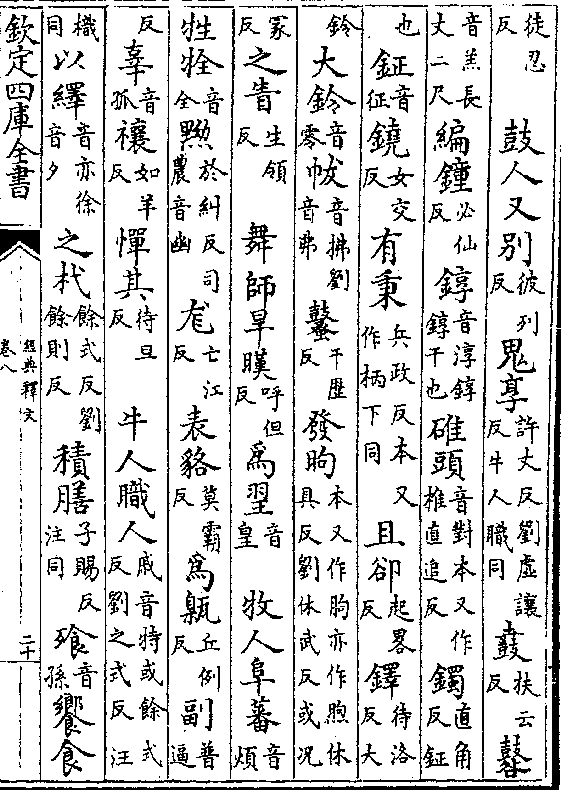 徒忍反 鼓人又別彼列反鬼享許丈反劉虛讓反牛人職同鼖扶云反鼛
音羔長丈二尺編鐘必仙反錞音淳錞錞于也碓頭音對本又作椎直追反鐲直角反鉦
也鉦音征鐃女交反有秉兵政反本又作柄下同且卻起畧反鐸待洛反大
鈴大鈴音零帗音拂劉音弗鼜千歴反發昫本又作朐亦作煦休具反劉休武反或况
冡反之眚生領反 舞師旱暵呼但反爲翌音皇 牧人阜蕃音煩
牲牷音全黝於糾反司農音幽尨亡江反表貉莫霸反爲甈丘例反副普逼
反辜音孤禳如羊反憚其待旦反 牛人職人戚音特或餘式反劉之式反注
樴同以繹音亦徐音夕之杙餘式反劉餘則反積膳子賜反注同飱音孫饗食
欽定四庫全書 經典釋文 卷八 二十